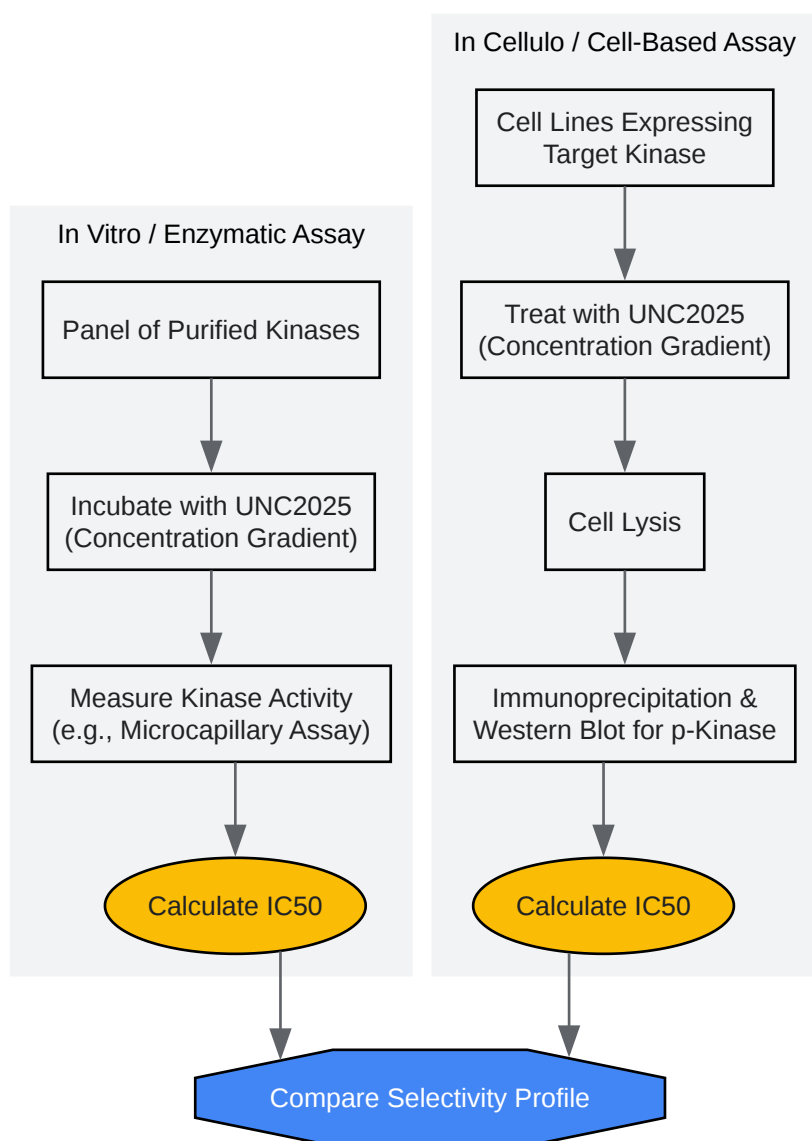 In Vitro / Enzymatic Assay
Panel of Purified Kinases
Incubate with UNC2025
(Concentration Gradient)
Measure Kinase Activity
(e.g., Microcapillary Assay)
Calculate IC50
In Cellulo / Cell-Based Assay
Cell Lines Expressing
Target Kinase
Treat with UNC2025
(Concentration Gradient)
Cell Lysis
Immunoprecipitation &
Western Blot for p-Kinase
Calculate IC50
Compare Selectivity Profile